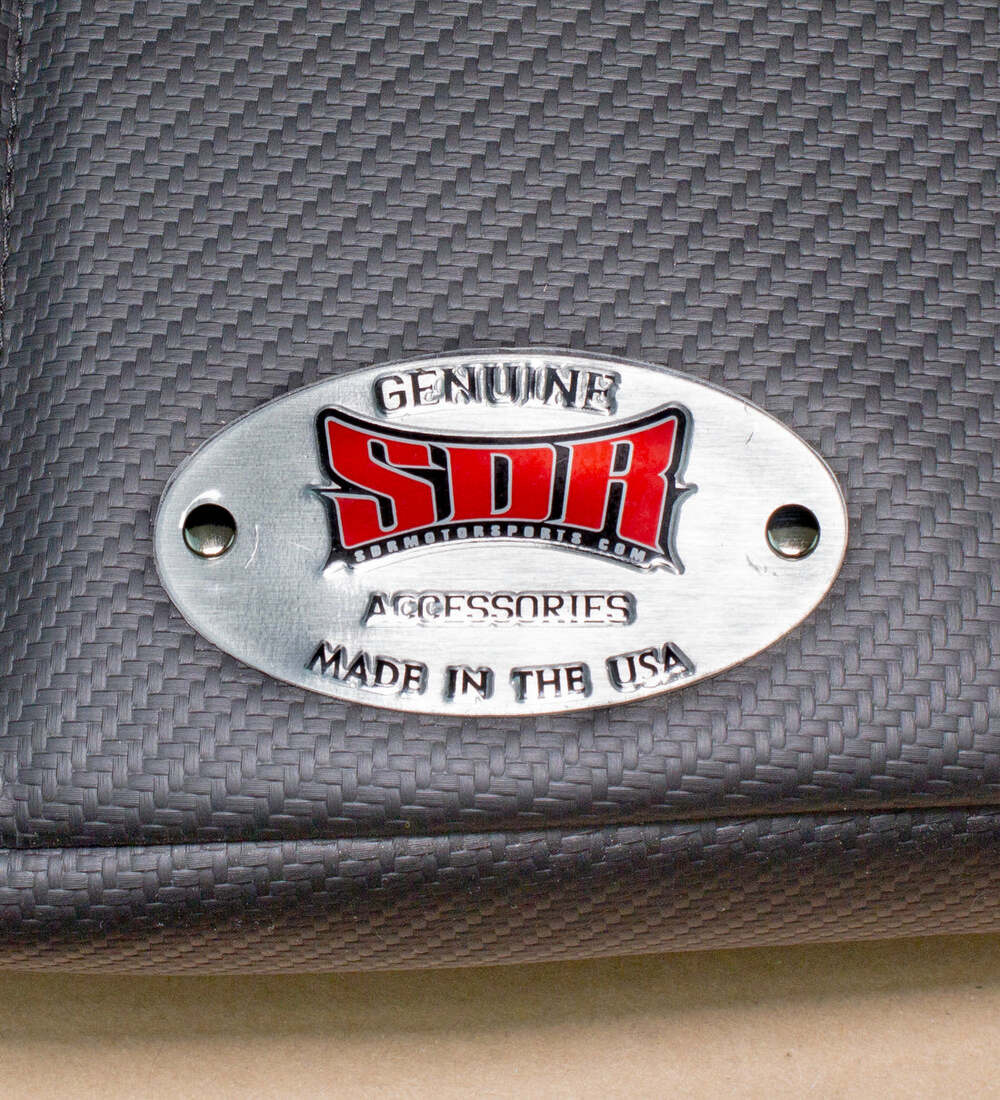 GENUINE
SDR
SDRMOTORSPORTS.COM
ACCESSORIES
MADE IN THE USA